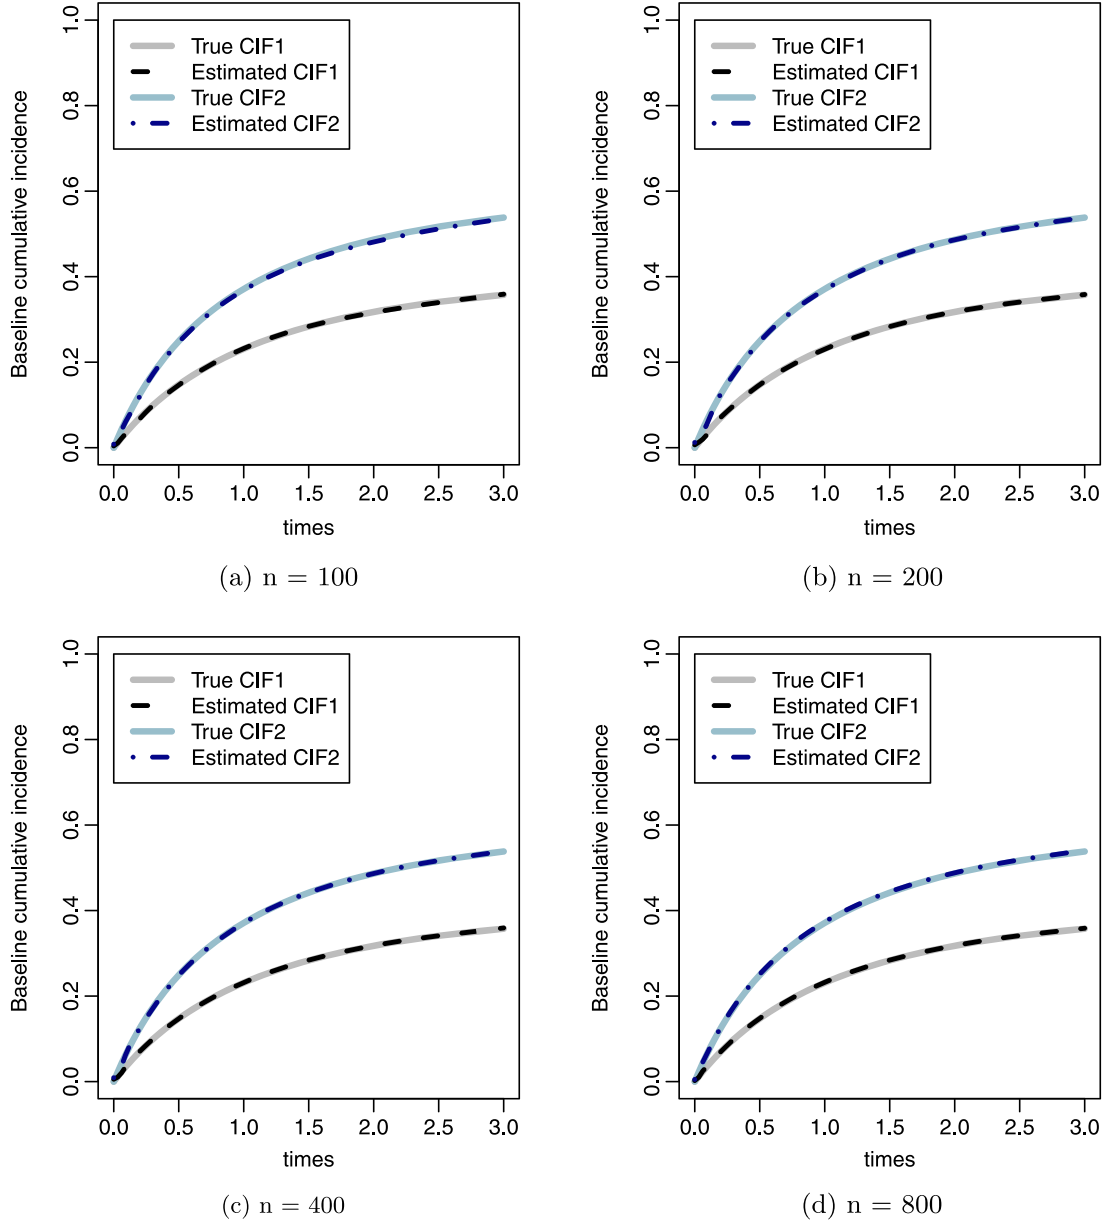 True CIF1
Estimated CIF1
True CIF2
Estimated CIF2
Baseline cumulative incidence
0.0 0.2 0.4 0.6 0.8 1.0
0.0 0.5 1.0 1.5 2.0 2.5 3.0
times
(a) n = 100
True CIF1
Estimated CIF1
True CIF2
Estimated CIF2
Baseline cumulative incidence
0.0 0.2 0.4 0.6 0.8 1.0
0.0 0.5 1.0 1.5 2.0 2.5 3.0
times
(b) n = 200
True CIF1
Estimated CIF1
True CIF2
Estimated CIF2
Baseline cumulative incidence
0.0 0.2 0.4 0.6 0.8 1.0
0.0 0.5 1.0 1.5 2.0 2.5 3.0
times
(c) n = 400
True CIF1
Estimated CIF1
True CIF2
Estimated CIF2
Baseline cumulative incidence
0.0 0.2 0.4 0.6 0.8 1.0
0.0 0.5 1.0 1.5 2.0 2.5 3.0
times
(d) n = 800